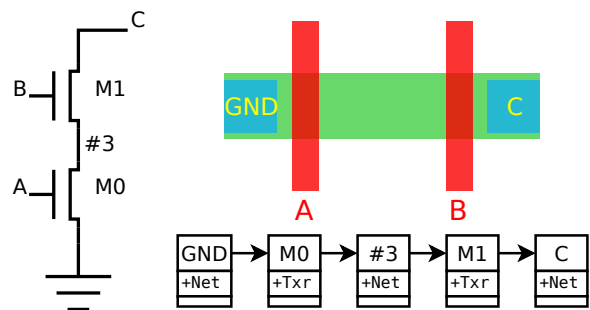 C
B M1
#3
A M0
GND C
A B
GND M0 #3 M1 C
+Net +Txr +Net +Txr +Net